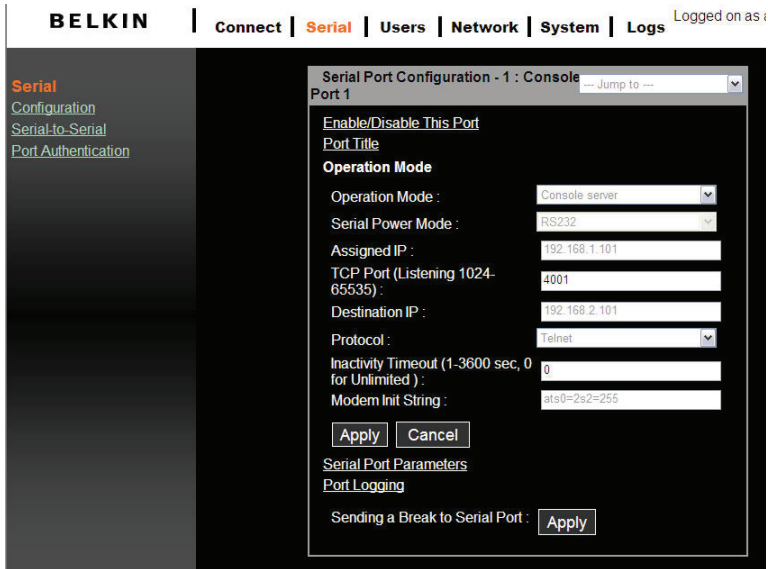 BELKIN
Connect | Serial | Users | Network | System | Logs
Logged on as a
Serial
Configuration
Serial-to-Serial
Port Authentication
Serial Port Configuration - 1 : Console
Port 1
--- Jump to ---
Enable/Disable This Port
Port Title
Operation Mode
Operation Mode : Console server
Serial Power Mode : RS232
Assigned IP : 192.168.1.101
TCP Port (Listening 1024-
65535) : 4001
Destination IP : 192.168.2.101
Protocol : Telnet
Inactivity Timeout (1-3600 sec, 0
for Unlimited ) : 0
Modem Init String : ats0=2s2=255
Apply Cancel
Serial Port Parameters
Port Logging
Sending a Break to Serial Port : Apply